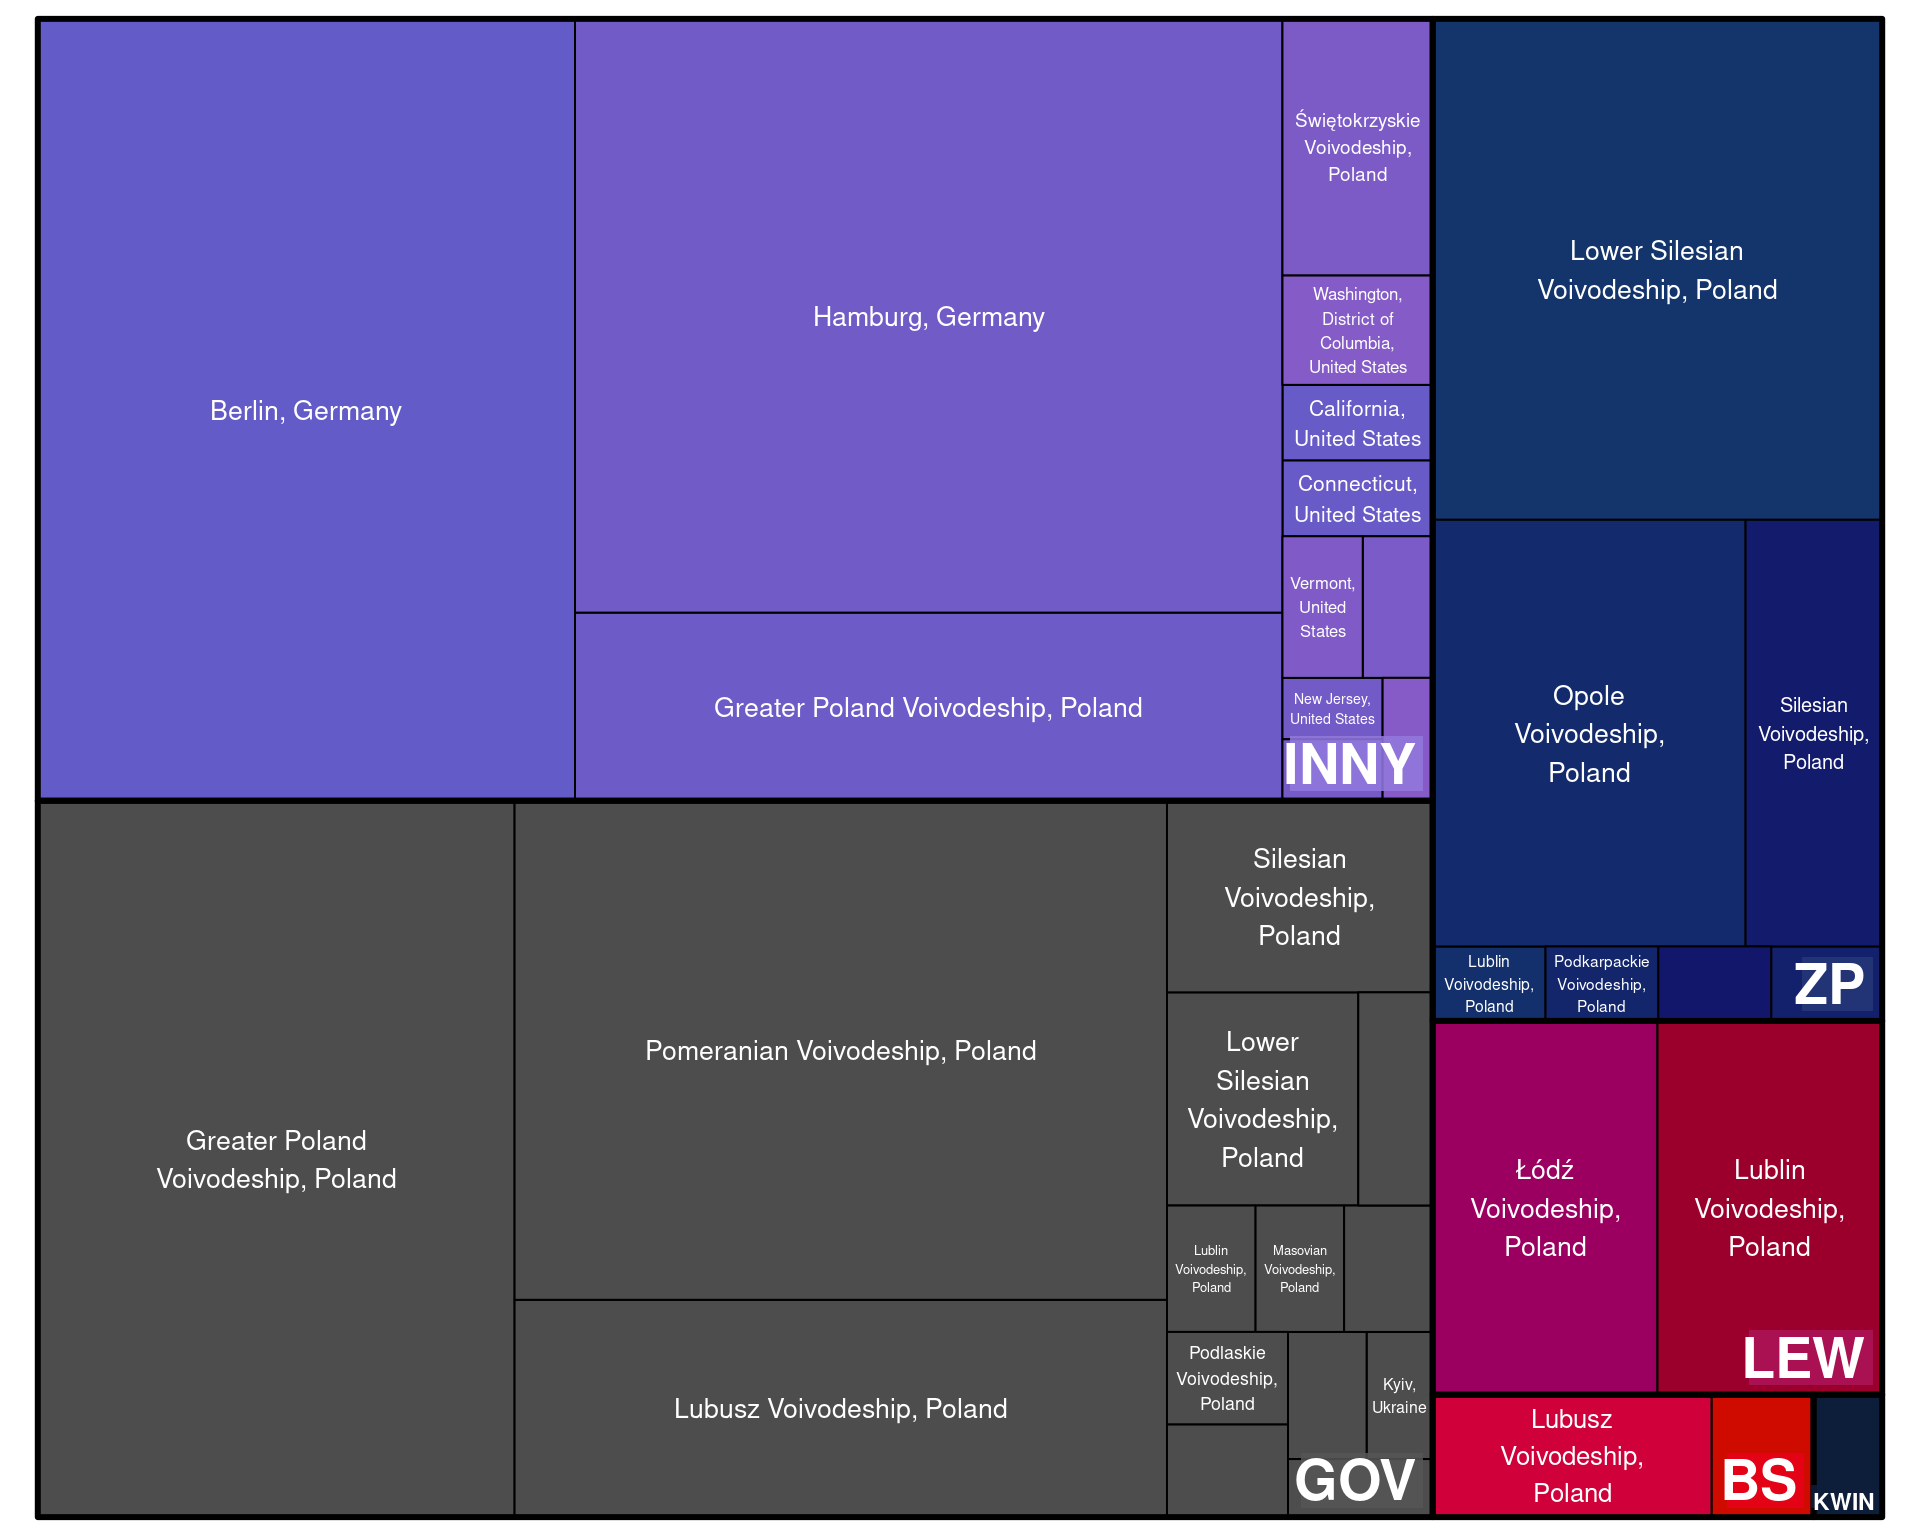 Berlin, Germany
Hamburg, Germany
Greater Poland Voivodeship, Poland
Świętokrzyskie
Voivodeship,
Poland
Washington,
District of
Columbia,
United States
California,
United States
Connecticut,
United States
Vermont,
United
States
New Jersey,
United States
INNY
Greater Poland
Voivodeship, Poland
Pomeranian Voivodeship, Poland
Lubusz Voivodeship, Poland
Silesian
Voivodeship,
Poland
Lower
Silesian
Voivodeship,
Poland
Lublin
Voivodeship,
Poland
Masovian
Voivodeship,
Poland
Podlaskie
Voivodeship,
Poland
Kyiv,
Ukraine
GOV
Lower Silesian
Voivodeship, Poland
Opole
Voivodeship,
Poland
Silesian
Voivodeship,
Poland
Lublin
Voivodeship,
Poland
Podkarpackie
Voivodeship,
Poland
ZP
Łódź
Voivodeship,
Poland
Lublin
Voivodeship,
Poland
LEW
Lubusz
Voivodeship,
Poland
BS
KWIN